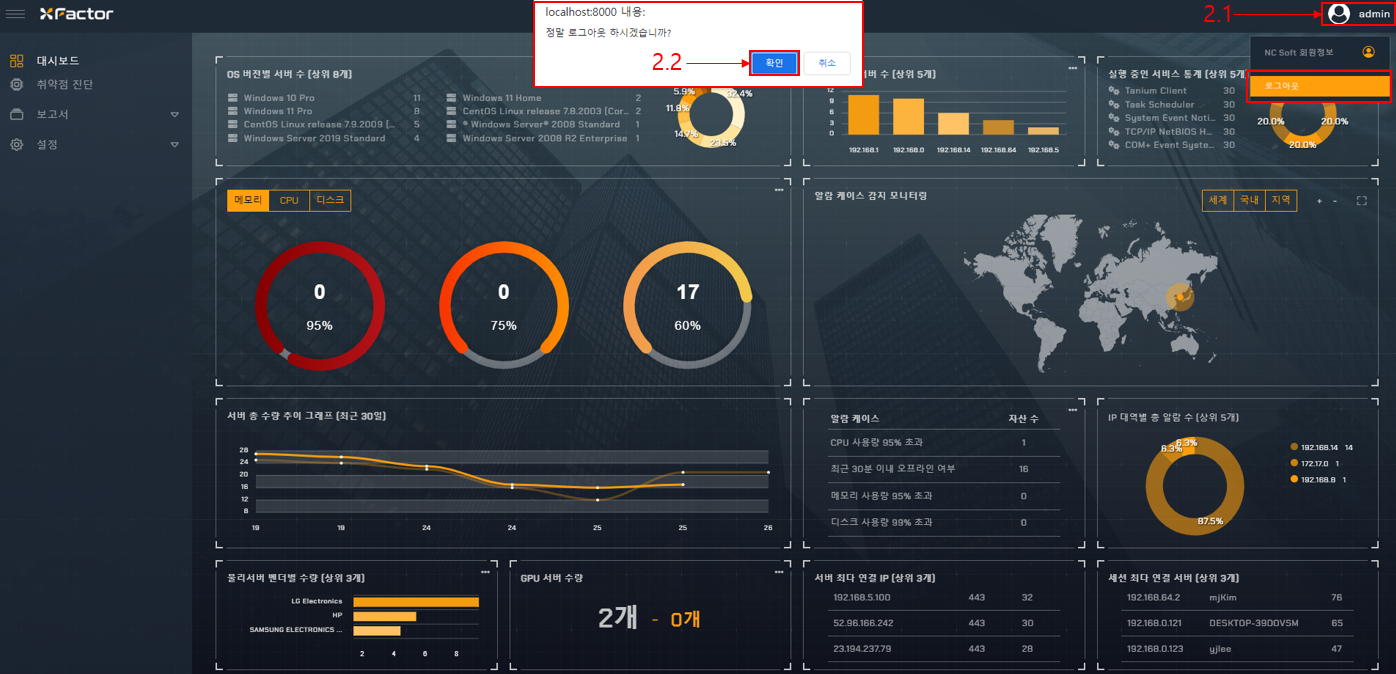 XFactor
localhost:8000 내용:
정말 로그아웃 하시겠습니까?
2.2
확인
취소
2.1
admin
NC Soft 회원정보
로그아웃
대시보드
취약점 진단
보고서
설정
OS 버전별 서버 수 (상위 8개)
Windows 10 Pro 11
Windows 11 Pro 8
CentOS Linux release 7.9.2009 (... 5
Windows Server 2019 Standard 4
Windows 11 Home 2
CentOS Linux release 7.8.2003 (Cor... 2
® Windows Server® 2008 Standard 1
Windows Server 2008 R2 Enterprise 1
5.9%
32.4%
11.8%
14.7%
23.5%
서버 수 (상위 5개)
12
9
6
3
0
192.168.1 192.168.0 192.168.14 192.168.64 192.168.5
실행 중인 서비스 통계 (상위 5개)
Tanium Client 30
Task Scheduler 30
System Event Noti... 30
TCP/IP NetBIOS H... 30
COM+ Event Syste... 30
20.0%
20.0%
20.0%
메모리 CPU 디스크
0
95%
0
75%
17
60%
알람 케이스 감지 모니터링
세계 국내 지역
+ -
서버 총 수량 추이 그래프 (최근 30일)
28
24
20
16
12
8
19 19 24 24 25 25 26
알람 케이스 자산 수
CPU 사용량 95% 초과 1
최근 30분 이내 오프라인 여부 16
메모리 사용량 95% 초과 0
디스크 사용량 99% 초과 0
IP 대역별 총 알람 수 (상위 5개)
6.3%
6.3%
87.5%
192.168.14 14
172.17.0 1
192.168.8 1
물리서버 벤더별 수량 (상위 3개)
LG Electronics
HP
SAMSUNG ELECTRONICS ...
2 4 6 8
GPU 서버 수량
2개 - 0개
서버 최다 연결 IP (상위 3개)
192.168.5.100 443 32
52.96.166.242 443 30
23.194.237.79 443 28
세션 최다 연결 서버 (상위 3개)
192.168.64.2 mjKim 76
192.168.0.121 DESKTOP-39D0VSM 65
192.168.0.123 yjlee 47